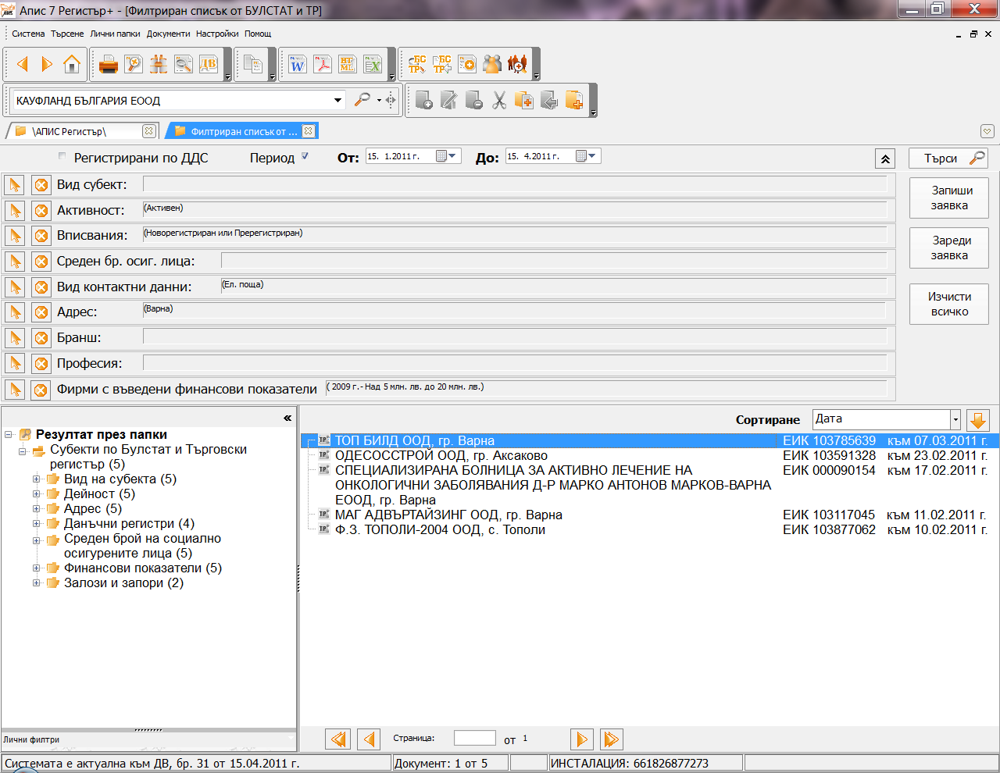 Апис 7 Регистър+ - [Филтриран списък от БУЛСТАТ и ТР]
Система Търсене Лични папки Документи Настройки Помощ
КАУФЛАНД БЪЛГАРИЯ ЕООД
\АПИС Регистър\ Филтриран списък от ...
Регистрирани по ДДС Период От: 15. 1.2011 г. До: 15. 4.2011 г. Търси
Вид субект:
Запиши заявка
Активност: (Активен)
Вписвания: (Новорегистриран или Пререгистриран)
Зареди заявка
Среден бр. осиг. лица:
Вид контактни данни: (Ел. поща)
Изчисти всичко
Адрес: (Варна)
Бранш:
Професия:
Фирми с въведени финансови показатели ( 2009 г.- Над 5 млн. лв. до 20 млн. лв.)
Сортиране Дата
Резултат през папки
Субекти по Булстат и Търговски
регистър (5)
Вид на субекта (5)
Дейност (5)
Адрес (5)
Данъчни регистри (4)
Среден брой на социално
осигурените лица (5)
Финансови показатели (5)
Залози и запори (2)
Лични филтри
ТОП БИЛД ООД, гр. Варна ЕИК 103785639 към 07.03.2011 г.
ОДЕСОССТРОЙ ООД, гр. Аксаково ЕИК 103591328 към 23.02.2011 г.
СПЕЦИАЛИЗИРАНА БОЛНИЦА ЗА АКТИВНО ЛЕЧЕНИЕ НА ЕИК 000090154 към 17.02.2011 г.
ОНКОЛОГИЧНИ ЗАБОЛЯВАНИЯ Д-Р МАРКО АНТОНОВ МАРКОВ-ВАРНА
ЕООД, гр. Варна
МАГ АДВЪРТАЙЗИНГ ООД, гр. Варна ЕИК 103117045 към 11.02.2011 г.
Ф.З. ТОПОЛИ-2004 ООД, с. Тополи ЕИК 103877062 към 10.02.2011 г.
Страница: от 1
Системата е актуална към ДВ, бр. 31 от 15.04.2011 г. Документ: 1 от 5 ИНСТАЛАЦИЯ: 661826877273